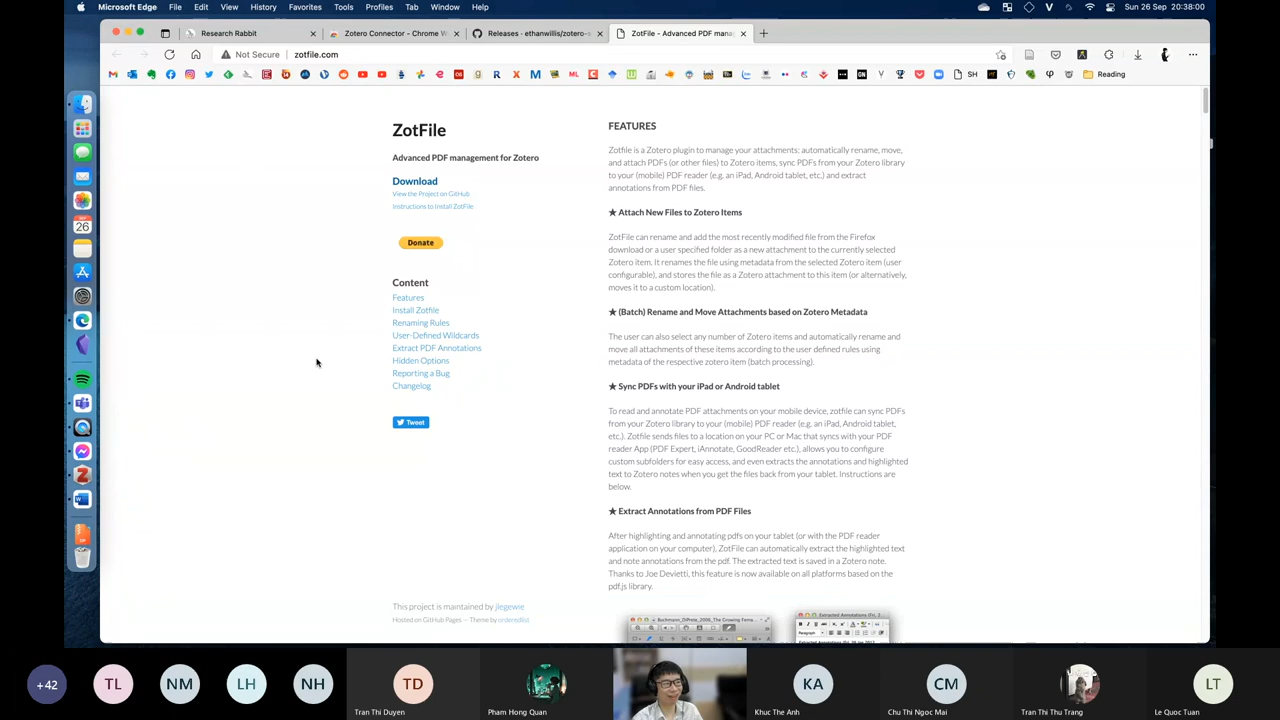 Microsoft Edge File Edit View History Favorites Tools Profiles Tab Window Help
Sun 26 Sep 20:38:00
Research Rabbit
Zotero Connector - Chrome W
Releases · ethanwillis/zotero-s
ZotFile - Advanced PDF mana
Not Secure
zotfile.com
SH
Reading
SEP
26
ZotFile
Advanced PDF management for Zotero
Download
View the Project on GitHub
Instructions to Install ZotFile
Donate
Content
Features
Install Zotfile
Renaming Rules
User-Defined Wildcards
Extract PDF Annotations
Hidden Options
Reporting a Bug
Changelog
Tweet
This project is maintained by jlegewie
Hosted on GitHub Pages — Theme by orderedlist
FEATURES
Zotfile is a Zotero plugin to manage your attachments: automatically rename, move,
and attach PDFs (or other files) to Zotero items, sync PDFs from your Zotero library
to your (mobile) PDF reader (e.g. an iPad, Android tablet, etc.) and extract
annotations from PDF files.
★ Attach New Files to Zotero Items
ZotFile can rename and add the most recently modified file from the Firefox
download or a user specified folder as a new attachment to the currently selected
Zotero item. It renames the file using metadata from the selected Zotero item (user
configurable), and stores the file as a Zotero attachment to this item (or alternatively,
moves it to a custom location).
★ (Batch) Rename and Move Attachments based on Zotero Metadata
The user can also select any number of Zotero items and automatically rename and
move all attachments of these items according to the user defined rules using
metadata of the respective zotero item (batch processing).
★ Sync PDFs with your iPad or Android tablet
To read and annotate PDF attachments on your mobile device, zotfile can sync PDFs
from your Zotero library to your (mobile) PDF reader (e.g. an iPad, Android tablet,
etc.). Zotfile sends files to a location on your PC or Mac that syncs with your PDF
reader App (PDF Expert, iAnnotate, GoodReader etc.), allows you to configure
custom subfolders for easy access, and even extracts the annotations and highlighted
text to Zotero notes when you get the files back from your tablet. Instructions are
below.
★ Extract Annotations from PDF Files
After highlighting and annotating pdfs on your tablet (or with the PDF reader
application on your computer), ZotFile can automatically extract the highlighted text
and note annotations from the pdf. The extracted text is saved in a Zotero note.
Thanks to Joe Devietti, this feature is now available on all platforms based on the
pdf.js library.
+42
TL
NM
LH
NH
TD
KA
CM
LT
Tran Thi Duyen
Pham Hong Quan
Khuc The Anh
Chu Thi Ngoc Mai
Tran Thi Thu Trang
Le Quoc Tuan